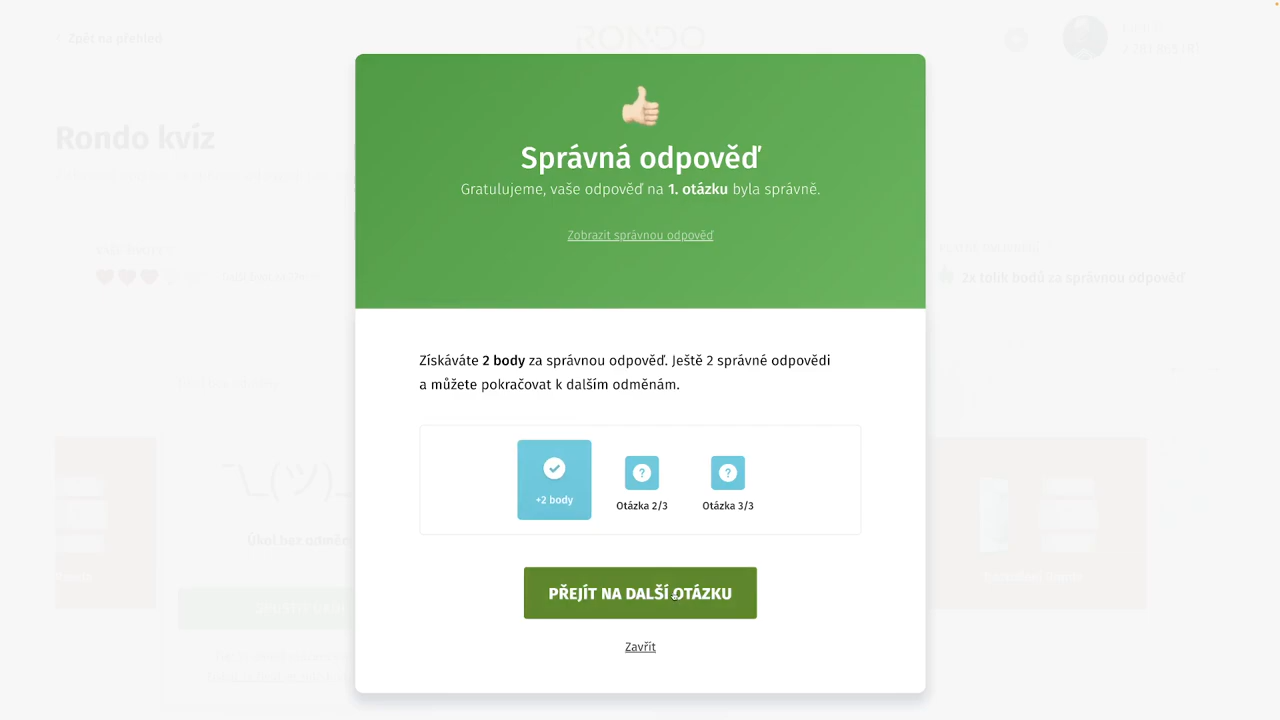 Zpět na přehled
RONDO
Rondo kvíz
2x tolik bodů za správnou odpověď
Správná odpověď
Gratulujeme, vaše odpověď na 1. otázku byla správně.
Zobrazit správnou odpověď
Získáváte 2 body za správnou odpověď. Ještě 2 správné odpovědi
a můžete pokračovat k dalším odměnám.
+2 body
Otázka 2/3
Otázka 3/3
PŘEJÍT NA DALŠÍ OTÁZKU
Zavřít